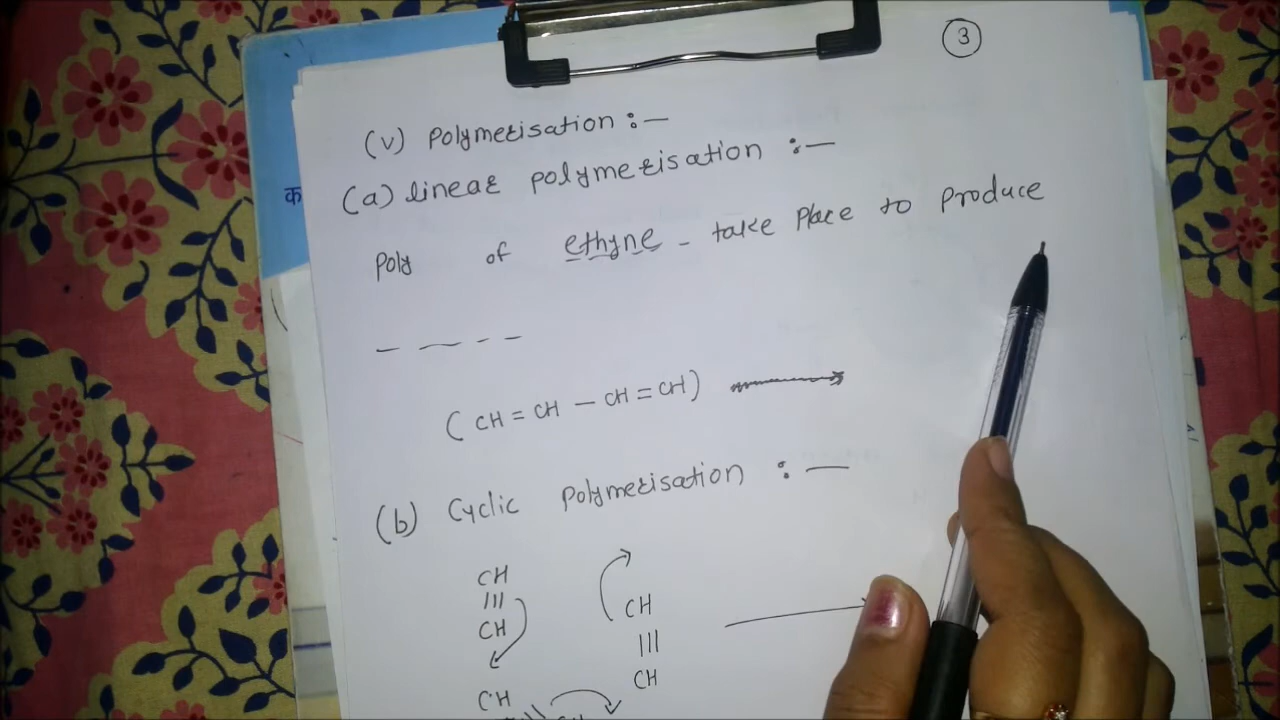 3
(v) Polymerisation :—
(a) linear polymerisation :—
Poly of ethyne - take place to produce
क
( CH = CH — CH = CH )
(b) Cyclic polymerisation : —
CH
CH
CH
CH
CH
CH